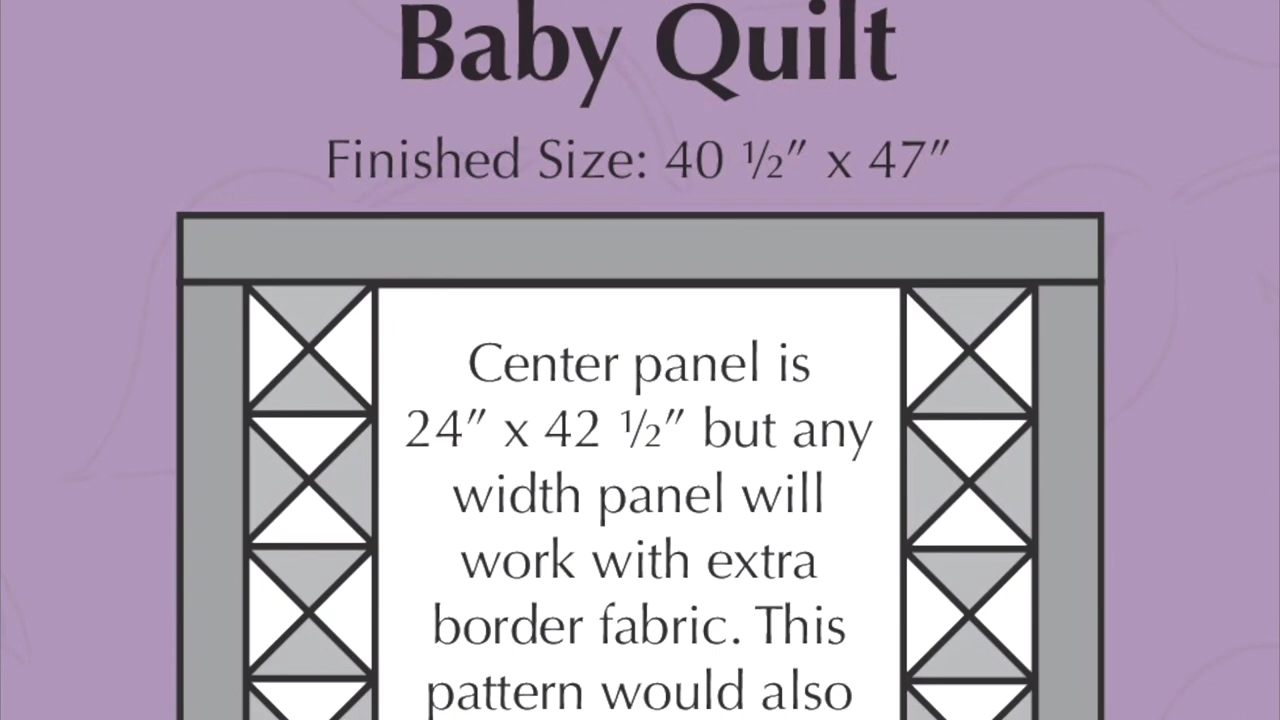 Baby Quilt
Finished Size: 40 ½” x 47”
Center panel is
24” x 42 ½” but any
width panel will
work with extra
border fabric. This
pattern would also